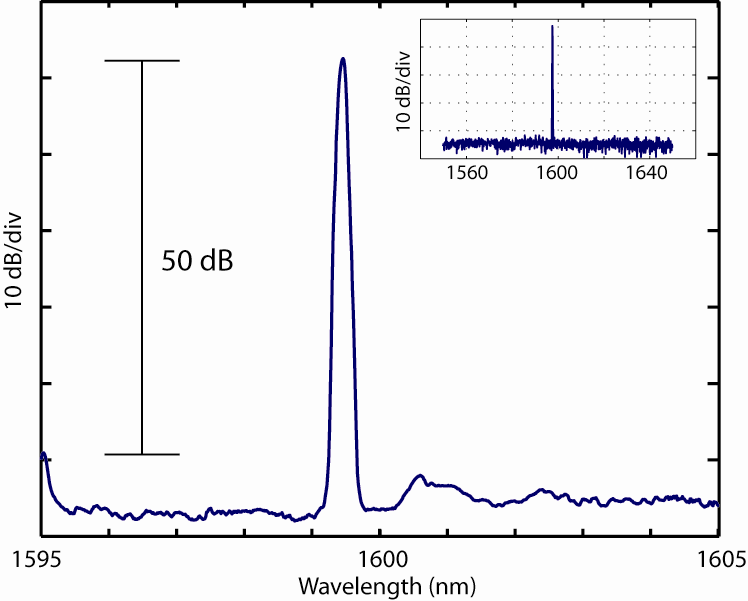 10 dB/div
1560 1600 1640
50 dB
10 dB/div
1595 1600 1605
Wavelength (nm)